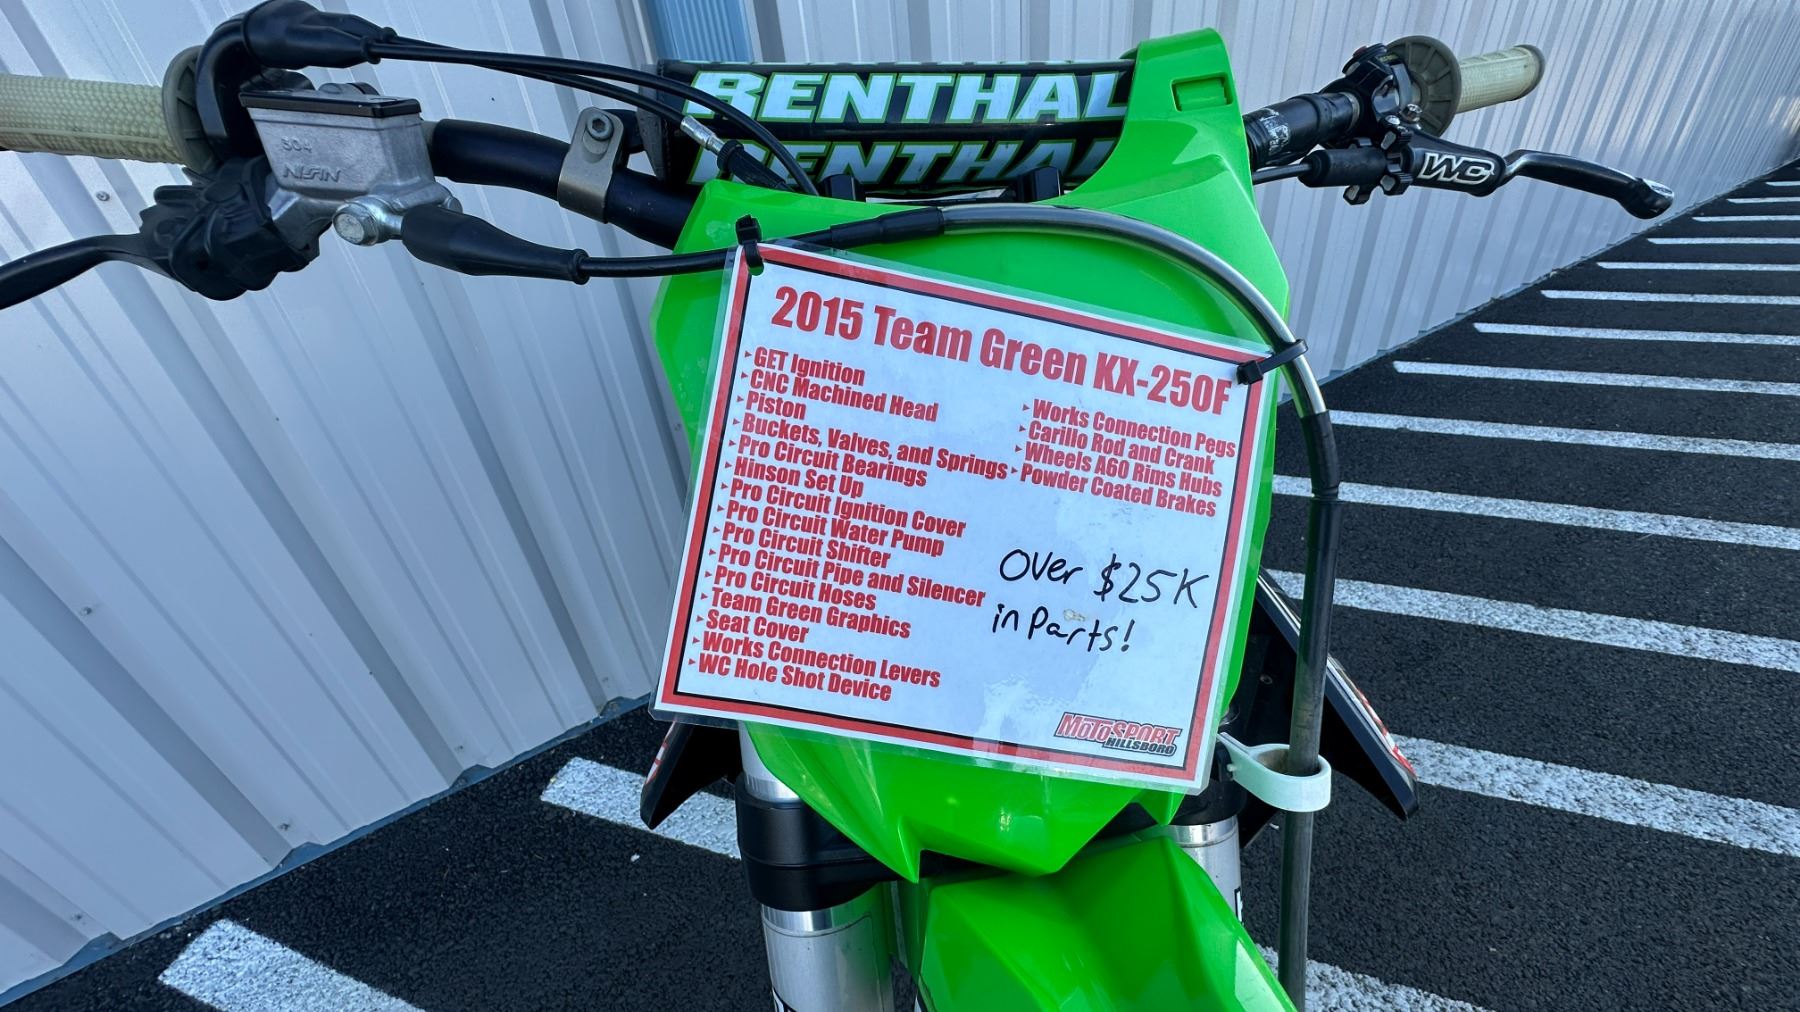 RENTHAL
RENTHAL
304
NISSIN
WC
2015 Team Green KX-250F
GET Ignition
CNC Machined Head
Piston
Buckets, Valves, and Springs
Pro Circuit Bearings
Hinson Set Up
Pro Circuit Ignition Cover
Pro Circuit Water Pump
Pro Circuit Shifter
Pro Circuit Pipe and Silencer
Pro Circuit Hoses
Team Green Graphics
Seat Cover
Works Connection Levers
WC Hole Shot Device
Works Connection Pegs
Carillo Rod and Crank
Wheels A60 Rims Hubs
Powder Coated Brakes
Over $25K
in Parts!
MOTOSPORT
HILLSBORO